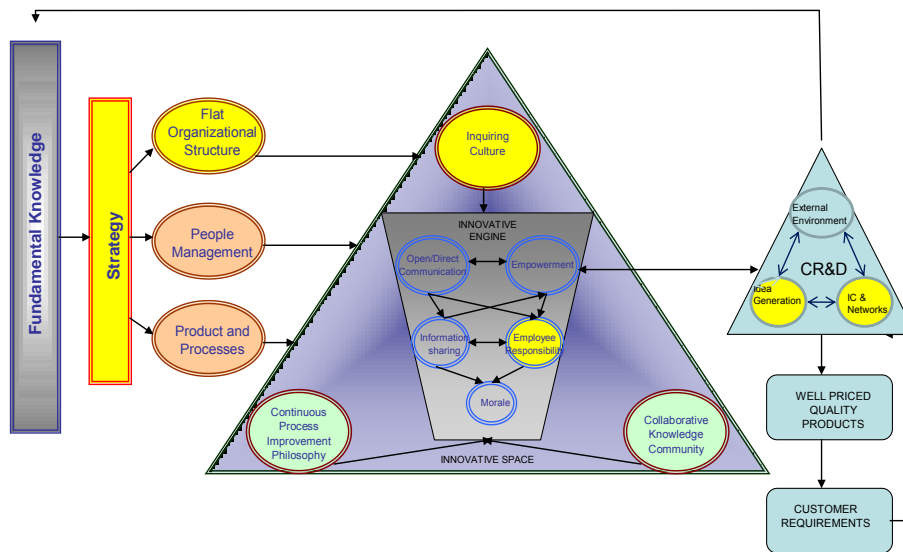 Fundamental Knowledge
Strategy
Flat
Organizational
Structure
People
Management
Product and
Processes
Inquiring
Culture
INNOVATIVE
ENGINE
Open/Direct
Communication
Empowerment
Information
sharing
Employee
Responsibility
Morale
Continuous
Process
Improvement
Philosophy
Collaborative
Knowledge
Community
INNOVATIVE SPACE
External
Environment
CR&D
Idea
Generation
IC &
Networks
WELL PRICED
QUALITY
PRODUCTS
CUSTOMER
REQUIREMENTS